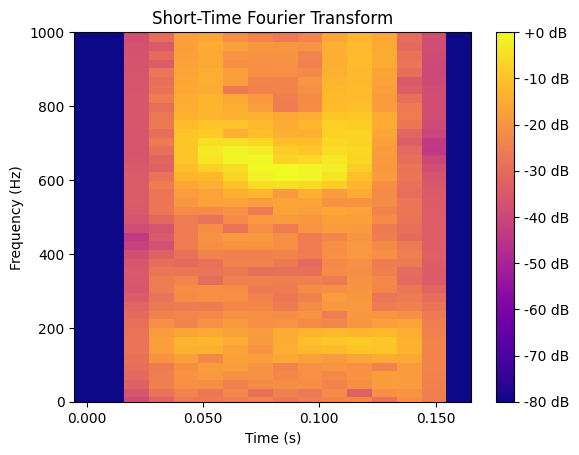 Short-Time Fourier Transform
1000
800
600
400
200
0
Frequency (Hz)
0.000
0.050
0.100
0.150
Time (s)
+0 dB
-10 dB
-20 dB
-30 dB
-40 dB
-50 dB
-60 dB
-70 dB
-80 dB